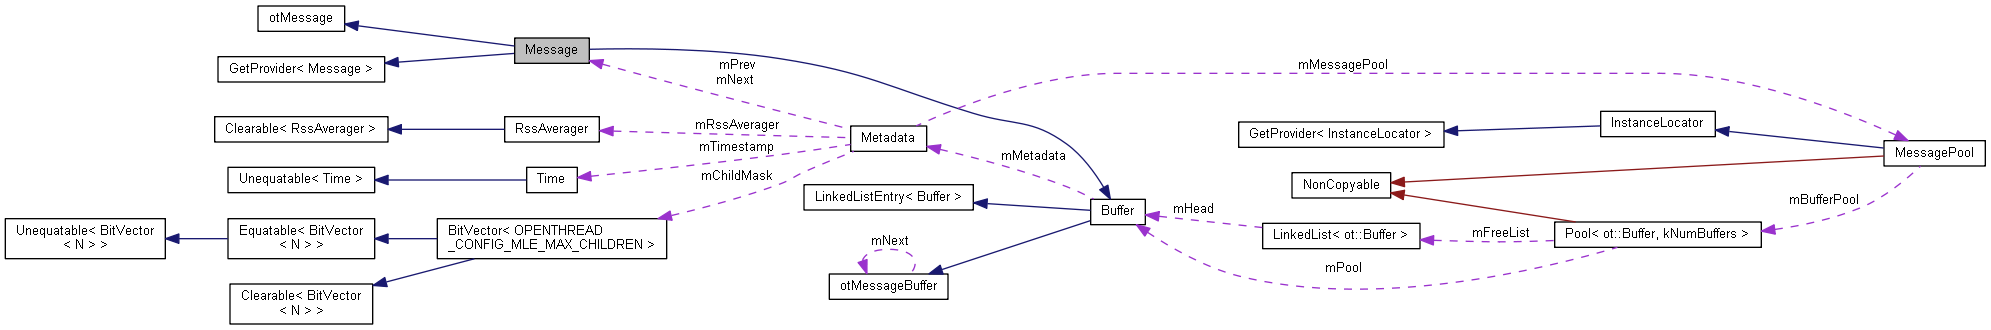 otMessage
Message
GetProvider< Message >
mPrev
mNext
mMessagePool
Clearable< RssAverager >
RssAverager
mRssAverager
Metadata
GetProvider< InstanceLocator >
InstanceLocator
MessagePool
mTimestamp
mMetadata
Unequatable< Time >
Time
mChildMask
NonCopyable
LinkedListEntry< Buffer >
Buffer
mHead
mBufferPool
Unequatable< BitVector
< N > >
Equatable< BitVector
< N > >
BitVector< OPENTHREAD
_CONFIG_MLE_MAX_CHILDREN >
LinkedList< ot::Buffer >
mFreeList
Pool< ot::Buffer, kNumBuffers >
mNext
mPool
otMessageBuffer
Clearable< BitVector
< N > >